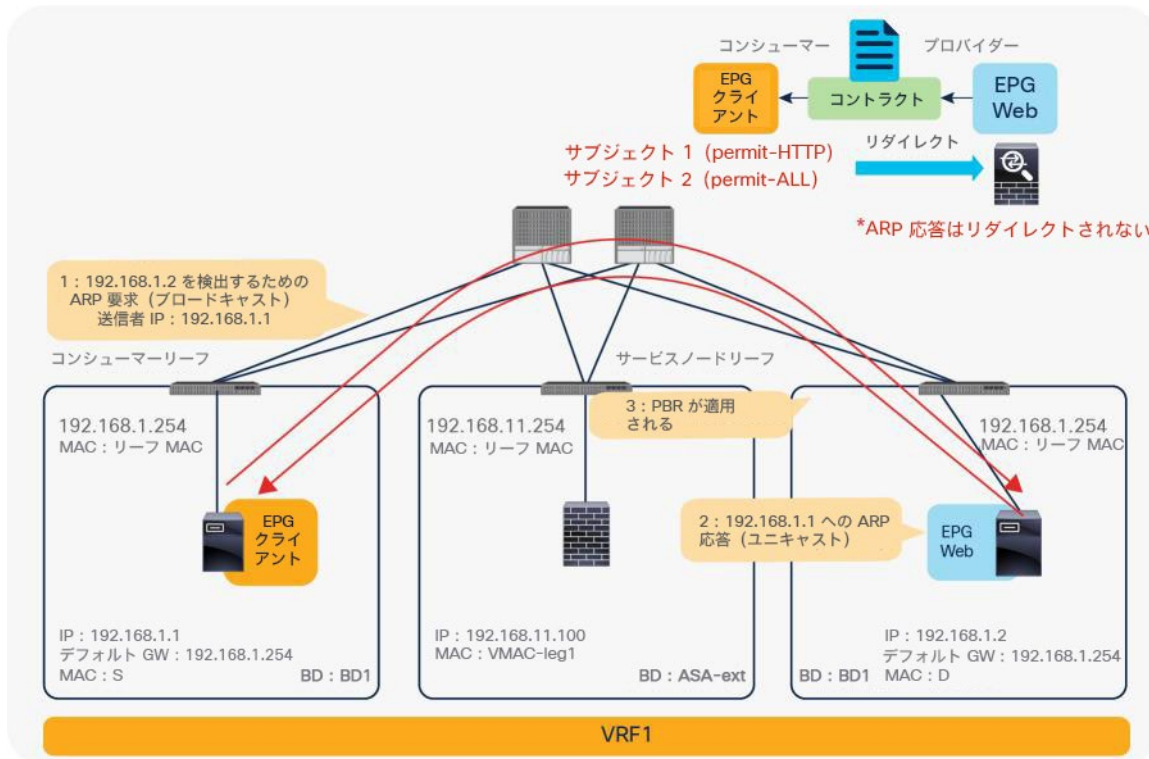 コンシューマー
プロバイダー
EPG
クライ
アント
コントラクト
EPG
Web
サブジェクト 1（permit-HTTP）
サブジェクト 2（permit-ALL）
リダイレクト
*ARP 応答はリダイレクトされない
1：192.168.1.2 を検出するための
ARP 要求（ブロードキャスト）
送信者 IP：192.168.1.1
コンシューマーリーフ
サービスノードリーフ
192.168.1.254
MAC：リーフ MAC
192.168.11.254
MAC：リーフ MAC
3：PBR が適用
される
192.168.1.254
MAC：リーフ MAC
EPG
クライ
アント
2：192.168.1.1 への ARP
応答（ユニキャスト）
EPG
Web
IP：192.168.1.1
デフォルト GW：192.168.1.254
MAC：S
BD：BD1
IP：192.168.11.100
MAC：VMAC-leg1
BD：ASA-ext
IP：192.168.1.2
デフォルト GW：192.168.1.254
BD：BD1
MAC：D
VRF1